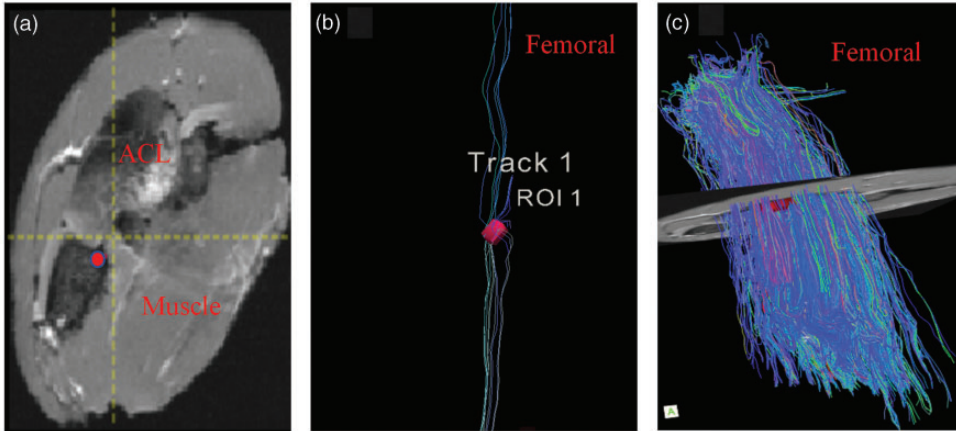 (a)
ACL
Muscle
(b)
Femoral
Track 1
ROI 1
(c)
Femoral
A